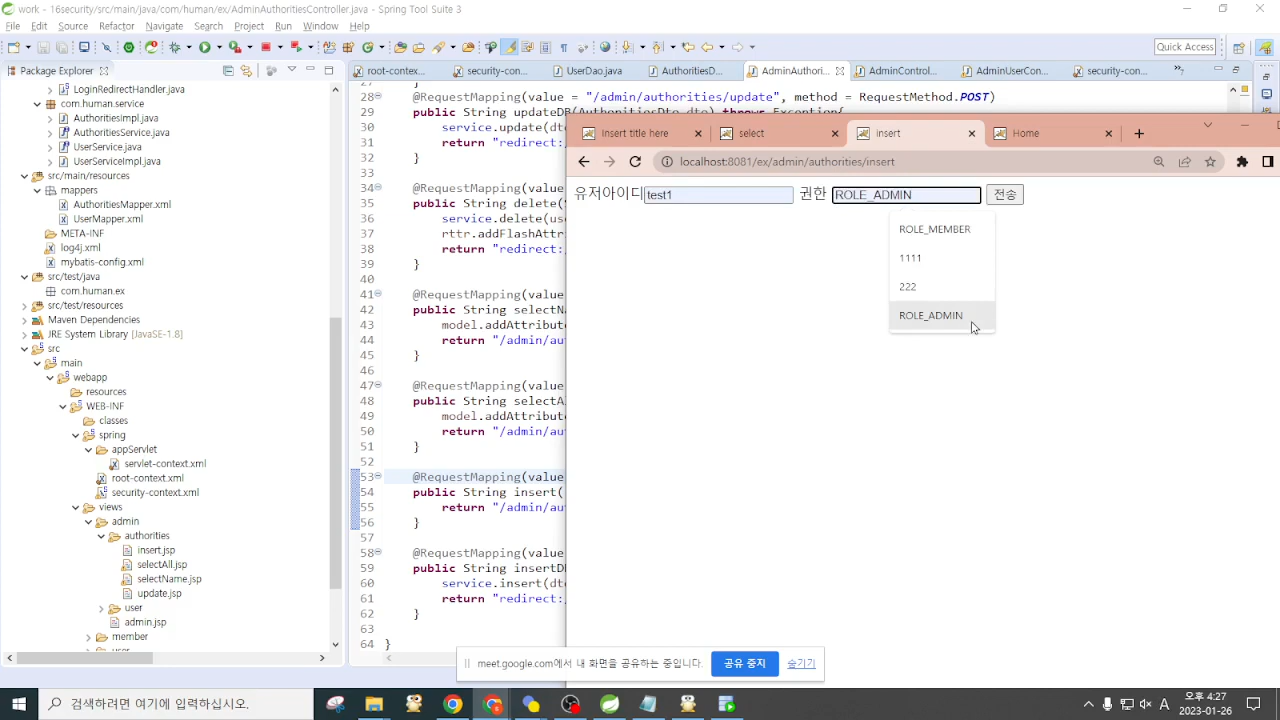 work - 16security/src/main/java/com/human/ex/AdminAuthoritiesController.java - Spring Tool Suite 3
File Edit Source Refactor Navigate Search Project Run Window Help
Quick Access
Package Explorer
LoginRedirectHandler.java
com.human.service
AuthoritiesImpl.java
AuthoritiesService.java
UserService.java
UserServiceImpl.java
src/main/resources
mappers
AuthoritiesMapper.xml
UserMapper.xml
META-INF
log4j.xml
mybatis-config.xml
src/test/java
com.human.ex
src/test/resources
Maven Dependencies
JRE System Library [JavaSE-1.8]
src
main
webapp
resources
WEB-INF
classes
spring
appServlet
servlet-context.xml
root-context.xml
security-context.xml
views
admin
authorities
insert.jsp
selectAll.jsp
selectName.jsp
update.jsp
user
admin.jsp
member
root-contex... security-con... UserDao.java AuthoritiesD... AdminAuthori... AdminControl... AdminUserCon... security-con...
28 @RequestMapping(value = "/admin/authorities/update", method = RequestMethod.POST)
29 public String updateDB(AuthoritiesDto dto) throws Exception{
30 service.update(dto
31 return "redirect:/
32 }
33
34 @RequestMapping(value
35 public String delete(
36 service.delete(use
37 rttr.addFlashAttr
38 return "redirect:/
39 }
40
41 @RequestMapping(value
42 public String selectNa
43 model.addAttribute
44 return "/admin/aut
45 }
46
47 @RequestMapping(value
48 public String selectA
49 model.addAttribute
50 return "/admin/aut
51 }
52
53 @RequestMapping(value
54 public String insert(
55 return "/admin/aut
56 }
57
58 @RequestMapping(value
59 public String insertDB
60 service.insert(dto
61 return "redirect:/
62 }
63
64 }
Insert title here select insert Home
localhost:8081/ex/admin/authorities/insert
유저아이디 test1 권한 ROLE_ADMIN 전송
ROLE_MEMBER
1111
222
ROLE_ADMIN
meet.google.com에서 내 화면을 공유하는 중입니다. 공유 중지 숨기기
검색하려면 여기에 입력하십시오.
A
오후 4:27
2023-01-26